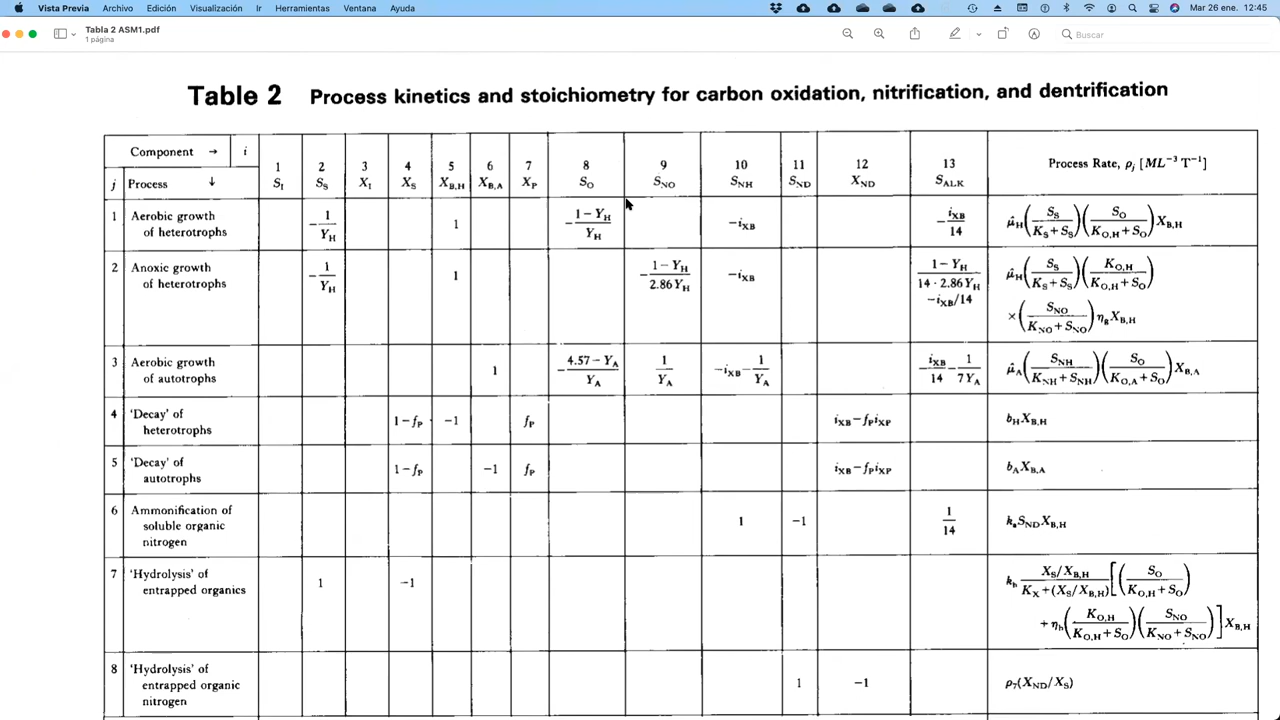 Vista Previa Archivo Edición Visualización Ir Herramientas Ventana Ayuda Mar 26 ene. 12:45
Tabla 2 ASM1.pdf
1 página
Buscar
Table 2 Process kinetics and stoichiometry for carbon oxidation, nitrification, and dentrification
Component → i 1 S_I 2 S_S 3 X_I 4 X_S 5 X_B,H 6 X_B,A 7 X_P 8 S_O 9 S_NO 10 S_NH 11 S_ND 12 X_ND 13 S_ALK Process Rate, ρ_j [ML⁻³ T⁻¹]
j Process ↓
1 Aerobic growth of heterotrophs −1/Y_H 1 −(1−Y_H)/Y_H −i_XB −i_XB/14 μ̂_H(S_S/(K_S+S_S))(S_O/(K_O,H+S_O))X_B,H
2 Anoxic growth of heterotrophs −1/Y_H 1 −(1−Y_H)/(2.86Y_H) −i_XB (1−Y_H)/(14·2.86Y_H) −i_XB/14 μ̂_H(S_S/(K_S+S_S))(K_O,H/(K_O,H+S_O)) ×(S_NO/(K_NO+S_NO))η_g X_B,H
3 Aerobic growth of autotrophs 1 −(4.57−Y_A)/Y_A 1/Y_A −i_XB−1/Y_A −i_XB/14−1/(7Y_A) μ̂_A(S_NH/(K_NH+S_NH))(S_O/(K_O,A+S_O))X_B,A
4 'Decay' of heterotrophs 1−f_P −1 f_P i_XB−f_P i_XP b_H X_B,H
5 'Decay' of autotrophs 1−f_P −1 f_P i_XB−f_P i_XP b_A X_B,A
6 Ammonification of soluble organic nitrogen 1 −1 1/14 k_a S_ND X_B,H
7 'Hydrolysis' of entrapped organics 1 −1 k_h (X_S/X_B,H)/(K_X+(X_S/X_B,H))[(S_O/(K_O,H+S_O)) +η_h(K_O,H/(K_O,H+S_O))(S_NO/(K_NO+S_NO))]X_B,H
8 'Hydrolysis' of entrapped organic nitrogen 1 −1 ρ_7(X_ND/X_S)